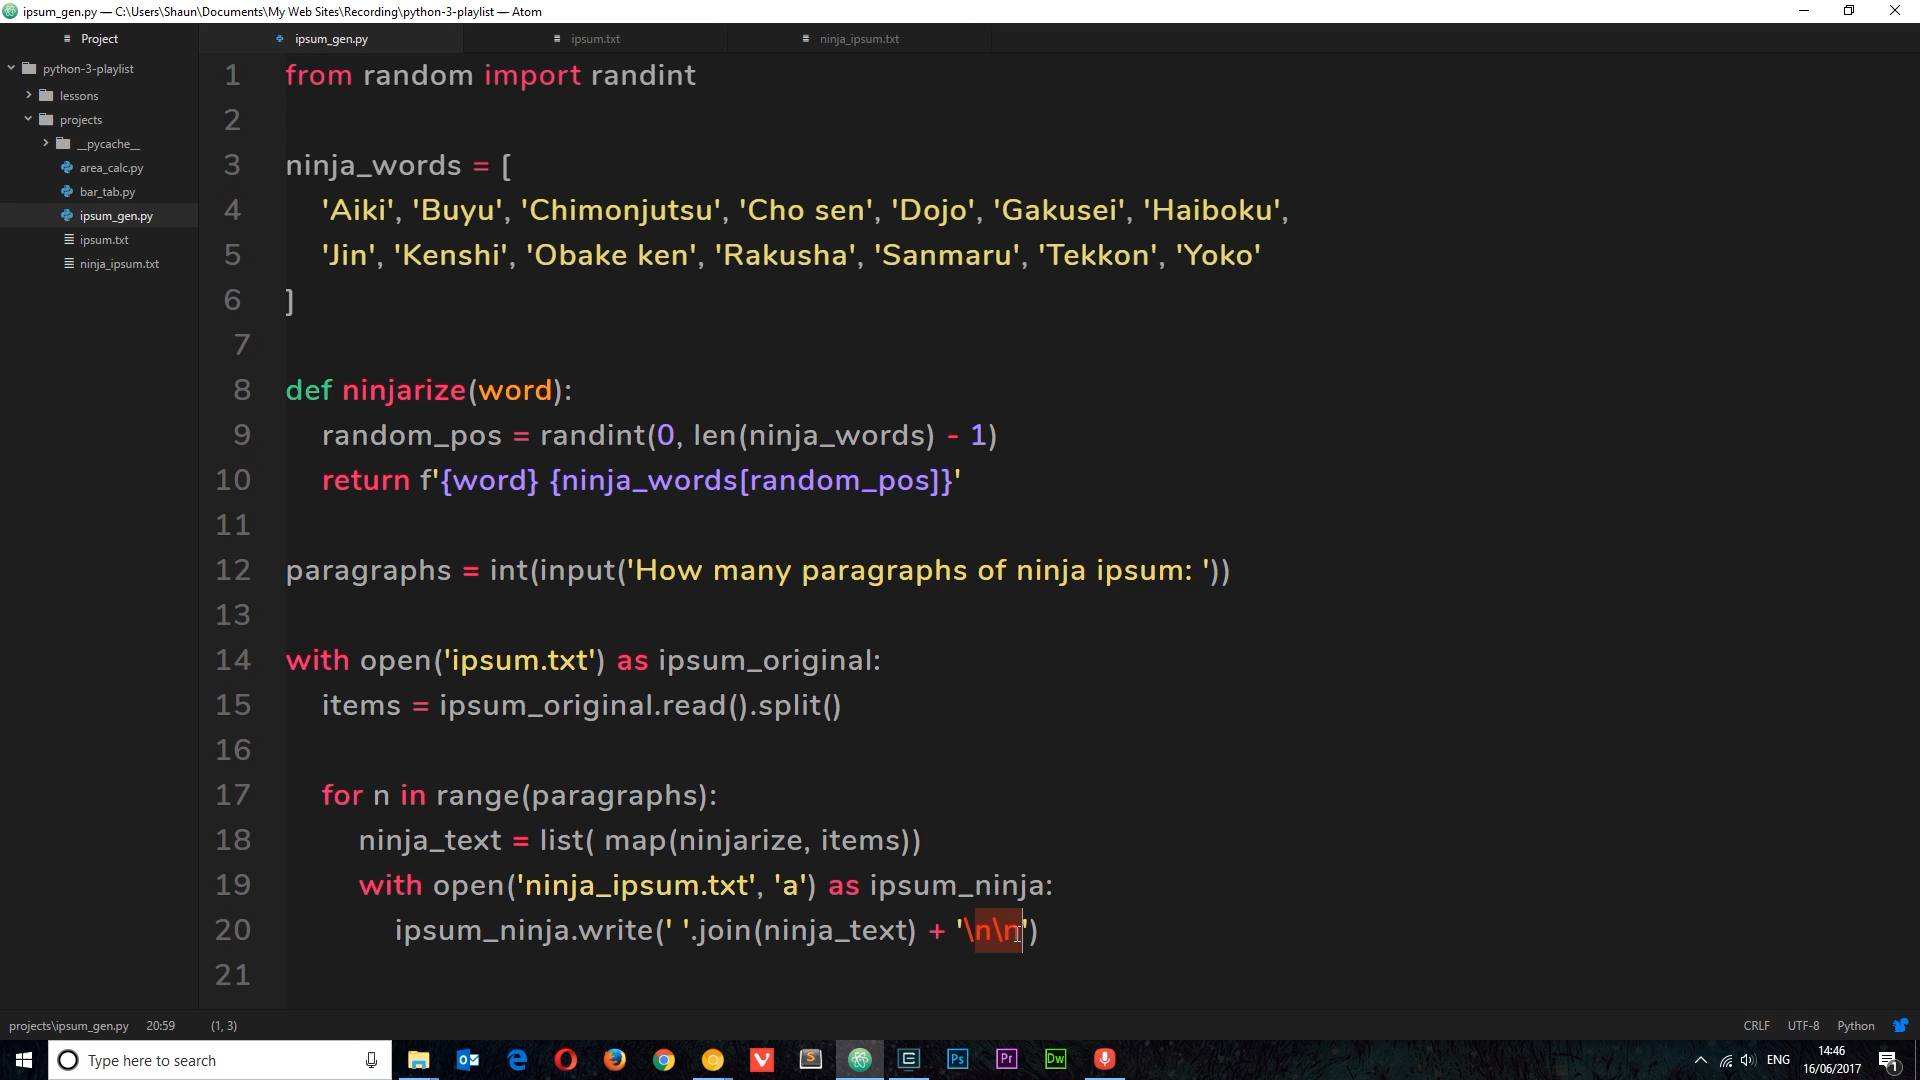 ipsum_gen.py — C:\Users\Shaun\Documents\My Web Sites\Recording\python-3-playlist — Atom
Project
ipsum_gen.py
ipsum.txt
ninja_ipsum.txt
python-3-playlist
lessons
projects
__pycache__
area_calc.py
bar_tab.py
ipsum_gen.py
ipsum.txt
ninja_ipsum.txt
1 from random import randint
2
3 ninja_words = [
4 'Aiki', 'Buyu', 'Chimonjutsu', 'Cho sen', 'Dojo', 'Gakusei', 'Haiboku',
5 'Jin', 'Kenshi', 'Obake ken', 'Rakusha', 'Sanmaru', 'Tekkon', 'Yoko'
6 ]
7
8 def ninjarize(word):
9 random_pos = randint(0, len(ninja_words) - 1)
10 return f'{word} {ninja_words[random_pos]}'
11
12 paragraphs = int(input('How many paragraphs of ninja ipsum: '))
13
14 with open('ipsum.txt') as ipsum_original:
15 items = ipsum_original.read().split()
16
17 for n in range(paragraphs):
18 ninja_text = list( map(ninjarize, items))
19 with open('ninja_ipsum.txt', 'a') as ipsum_ninja:
20 ipsum_ninja.write(' '.join(ninja_text) + '\n\n')
21
projects\ipsum_gen.py 20:59 (1, 3)
CRLF UTF-8 Python
Type here to search
Ps
Pr
Dw
ENG
14:46
16/06/2017
1